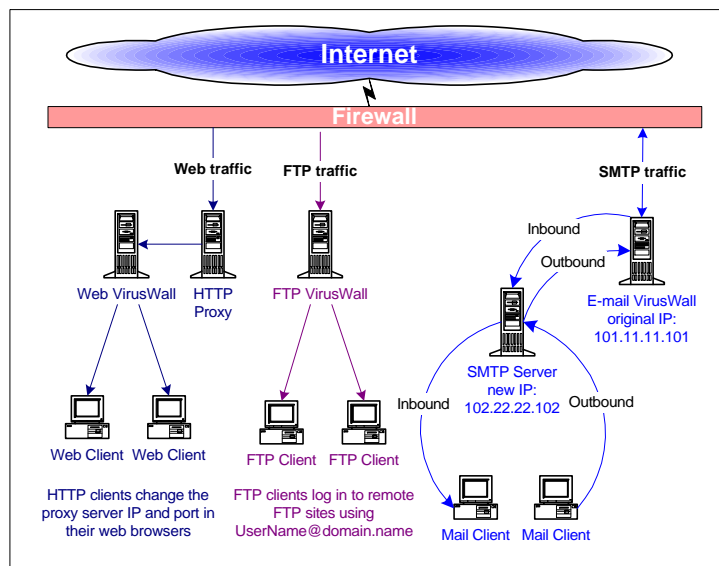 Internet
Firewall
Web traffic
FTP traffic
SMTP traffic
Inbound
Outbound
Web VirusWall
HTTP
Proxy
FTP VirusWall
E-mail VirusWall
original IP:
101.11.11.101
SMTP Server
new IP:
102.22.22.102
Inbound
Outbound
Web Client
Web Client
FTP Client
FTP Client
Mail Client
Mail Client
HTTP clients change the
proxy server IP and port in
their web browsers
FTP clients log in to remote
FTP sites using
UserName@domain.name